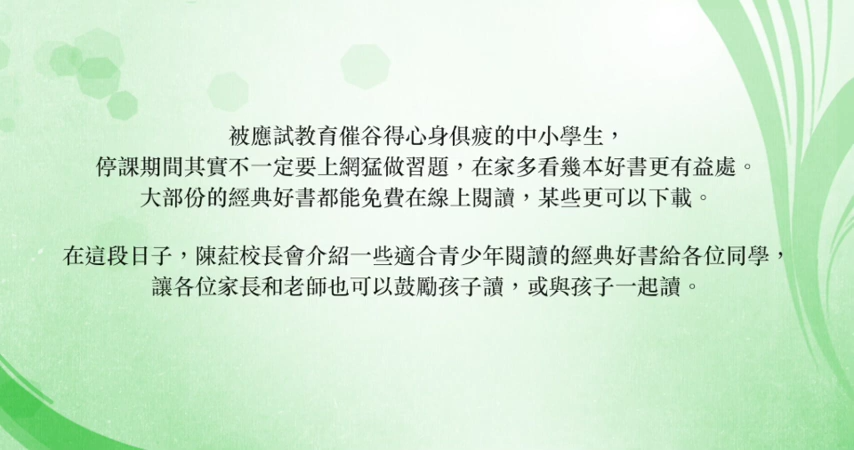 被應試教育催谷得心身俱疲的中小學生，
停課期間其實不一定要上網猛做習題，在家多看幾本好書更有益處。
大部份的經典好書都能免費在線上閱讀，某些更可以下載。
在這段日子，陳葒校長會介紹一些適合青少年閱讀的經典好書給各位同學，
讓各位家長和老師也可以鼓勵孩子讀，或與孩子一起讀。